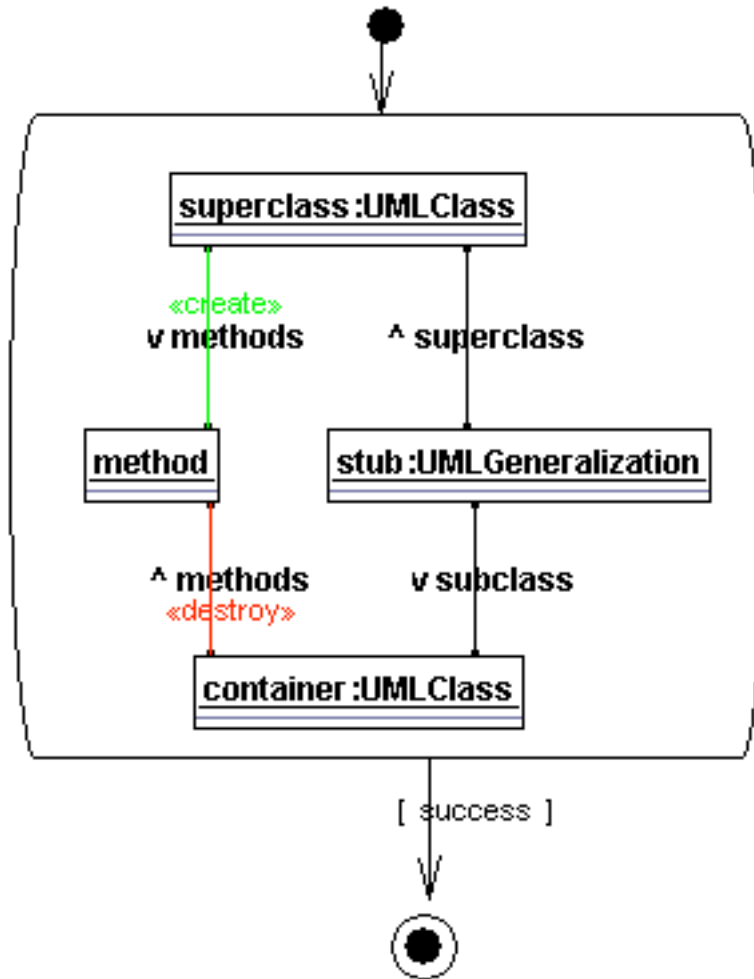 superclass :UMLClass
«create»
v methods
^ superclass
method
stub :UMLGeneralization
^ methods
«destroy»
v subclass
container :UMLClass
[ success ]